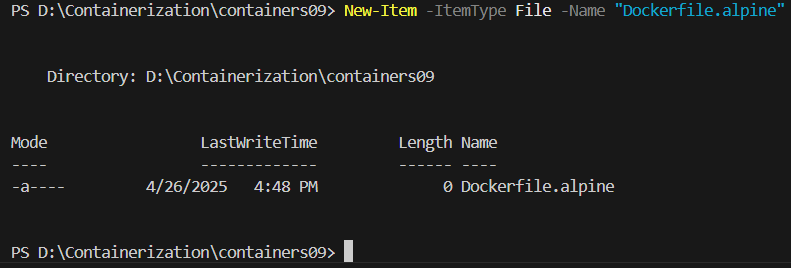 PS D:\Containerization\containers09> New-Item -ItemType File -Name "Dockerfile.alpine"
Directory: D:\Containerization\containers09
Mode LastWriteTime Length Name
---- ------------- ------ ----
-a---- 4/26/2025 4:48 PM 0 Dockerfile.alpine
PS D:\Containerization\containers09>